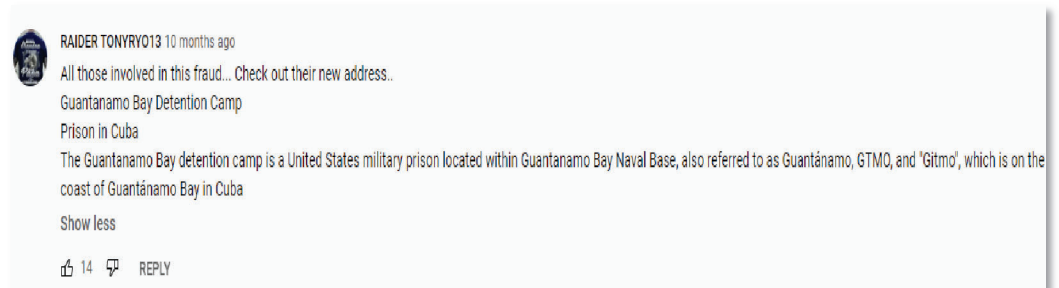 RAIDER TONYRYO13 10 months ago
All those involved in this fraud... Check out their new address..
Guantanamo Bay Detention Camp
Prison in Cuba
The Guantanamo Bay detention camp is a United States military prison located within Guantanamo Bay Naval Base, also referred to as Guantánamo, GTMO, and "Gitmo", which is on the
coast of Guantánamo Bay in Cuba
Show less
14 REPLY